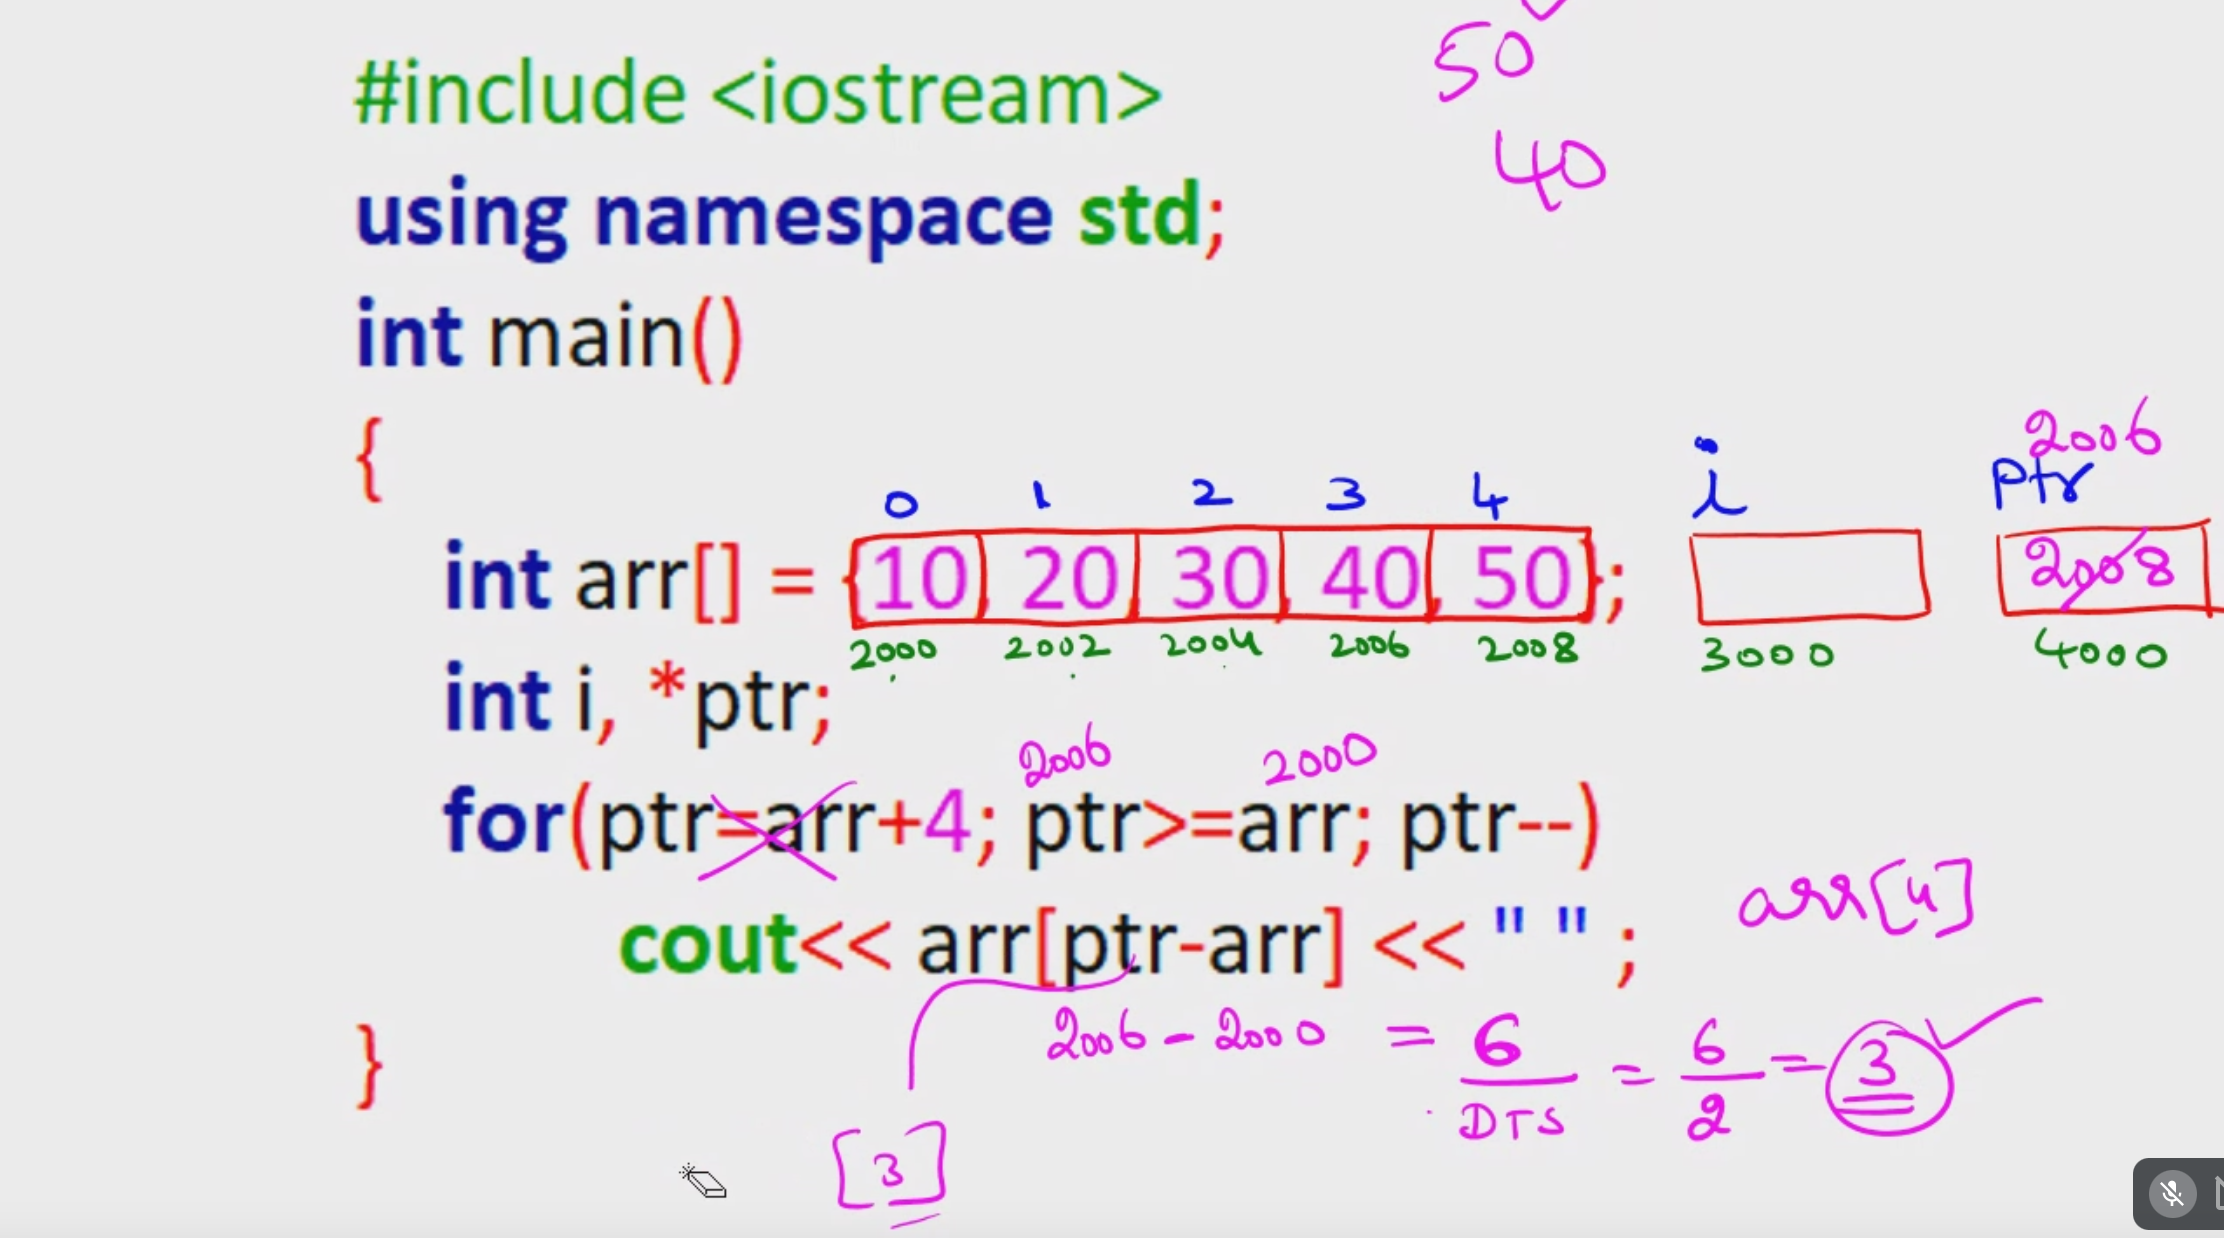 50
#include <iostream>
40
using namespace std;
int main()
2006
{
0 1 2 3 4 i ptr
int arr[] = {10, 20, 30, 40, 50}; 2008
2000 2002 2004 2006 2008 3000 4000
int i, *ptr;
2006 2000
for(ptr=arr+4; ptr>=arr; ptr--)
arr[4]
cout<< arr[ptr-arr] << " " ;
2006 - 2000 = 6 = 6 = 3
DTS 2
}
[3]